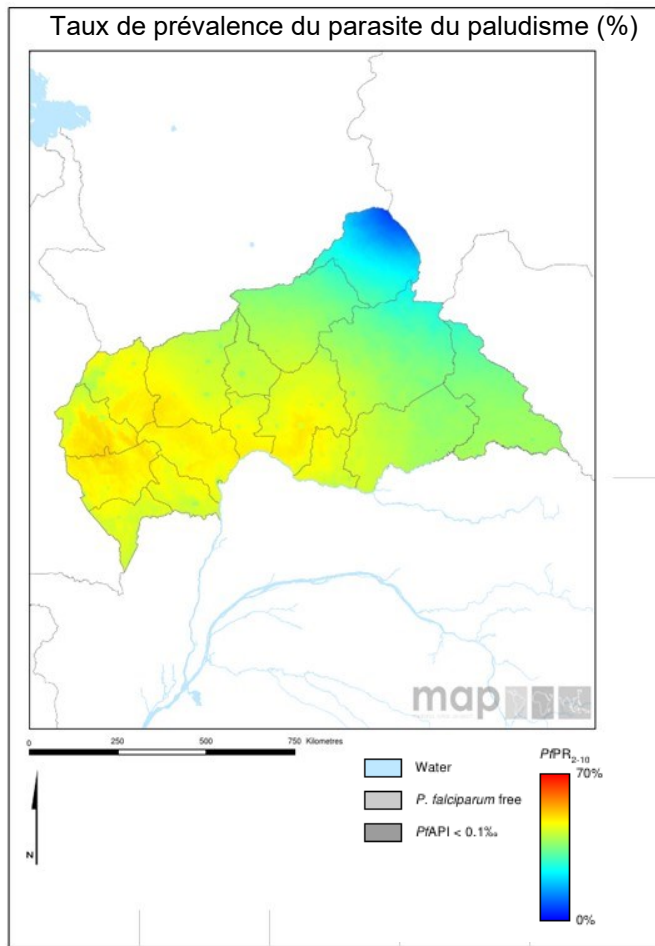 Taux de prévalence du parasite du paludisme (%)
map
0 250 500 750 Kilometres
N
Water
P. falciparum free
PfAPI < 0.1‰
PfPR2-10
70%
0%